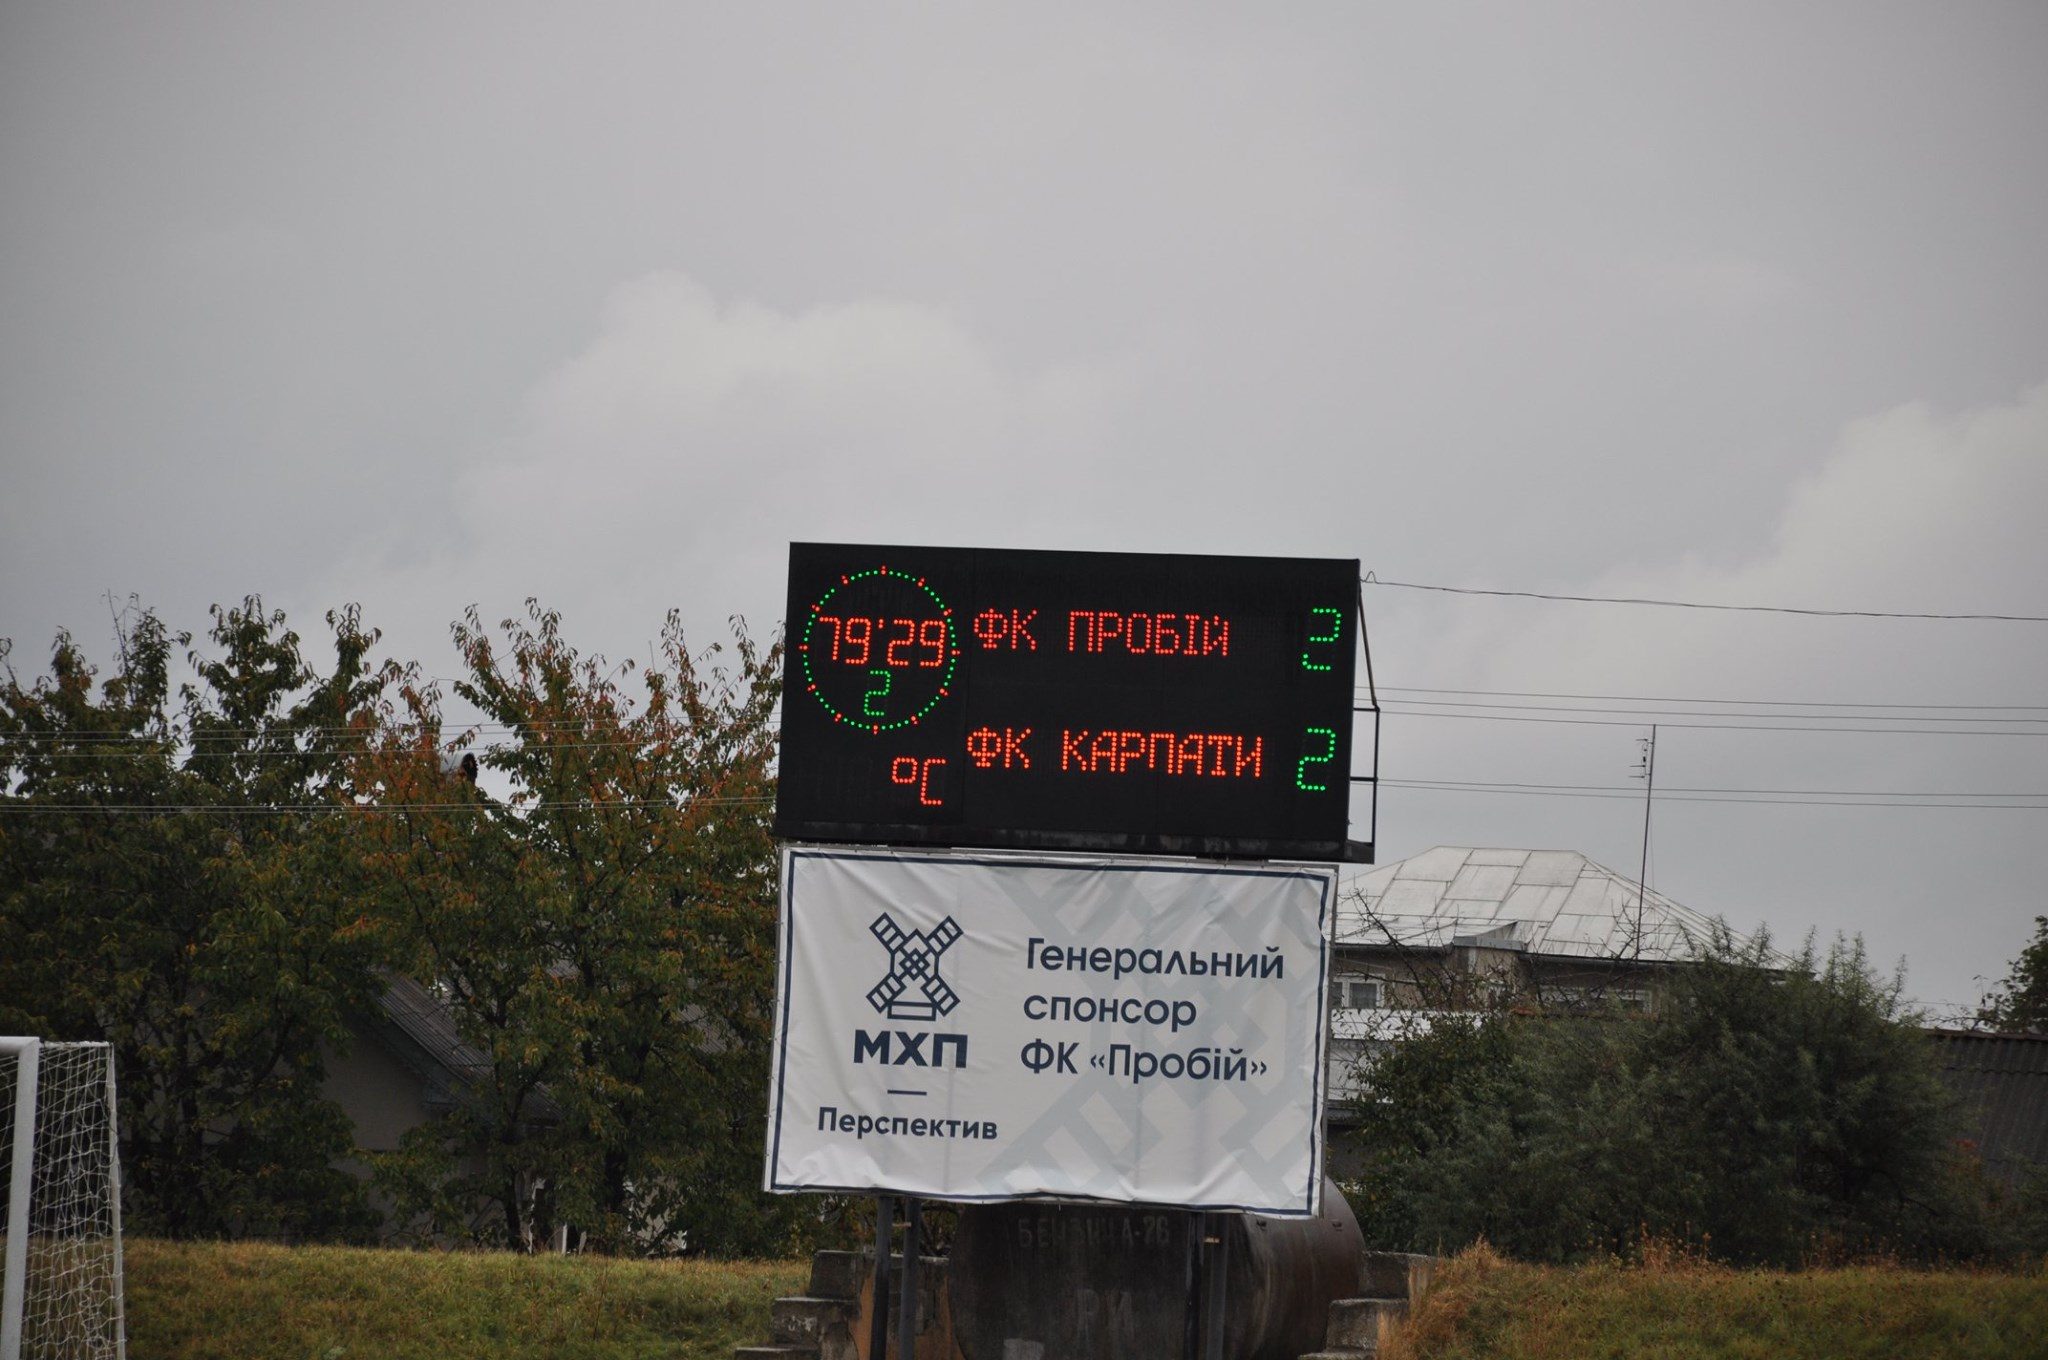 79:29
2
ФК ПРОБІЙ 2
°C
ФК КАРПАТИ 2
МХП
Перспектив
Генеральний
спонсор
ФК «Пробій»